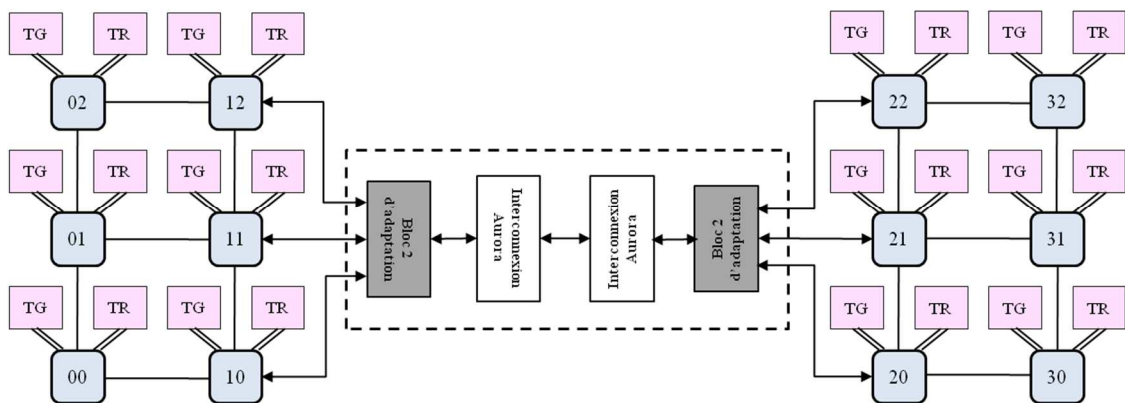 TG TR TG TR TG TR TG TR
02 12 22 32
TG TR TG TR TG TR TG TR
Bloc 2
d'adaptation
Interconnexion
Aurora
Interconnexion
Aurora
Bloc 2
d'adaptation
01 11 21 31
TG TR TG TR TG TR TG TR
00 10 20 30